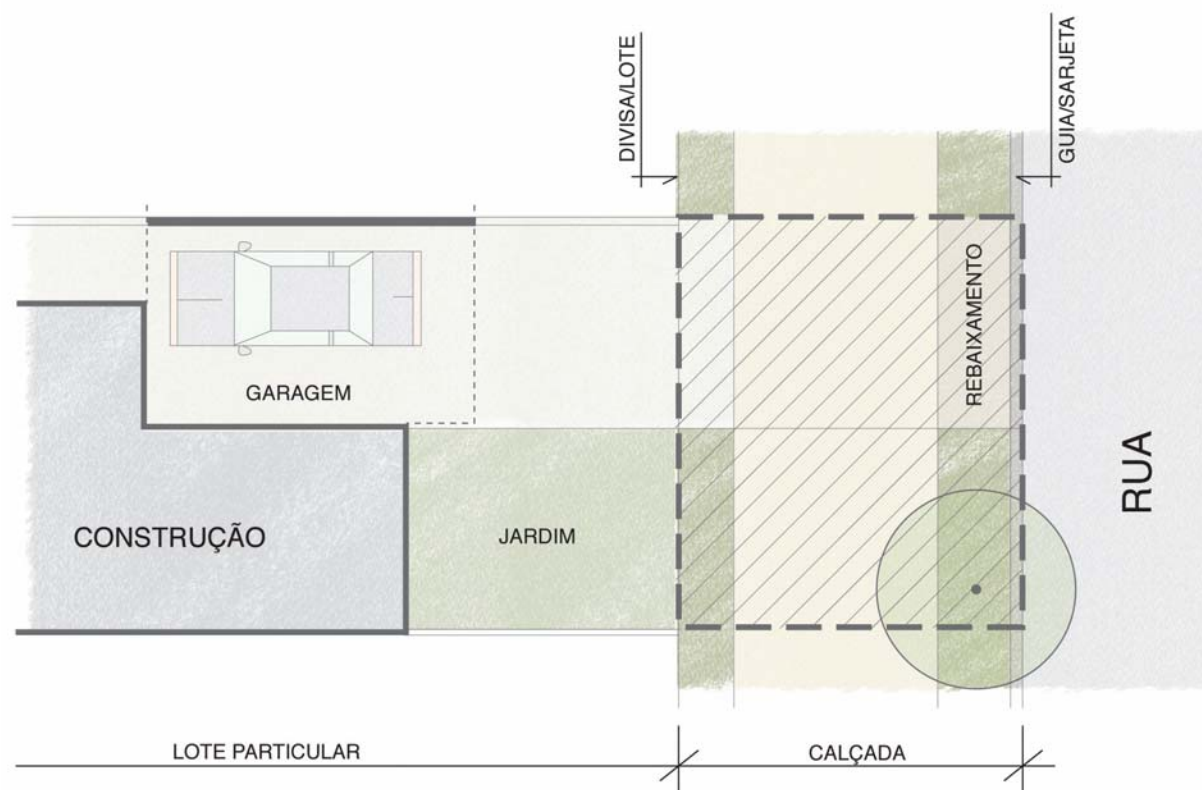 DIVISA/LOTE
GUIA/SARJETA
REBAIXAMENTO
GARAGEM
RUA
CONSTRUÇÃO
JARDIM
LOTE PARTICULAR
CALÇADA